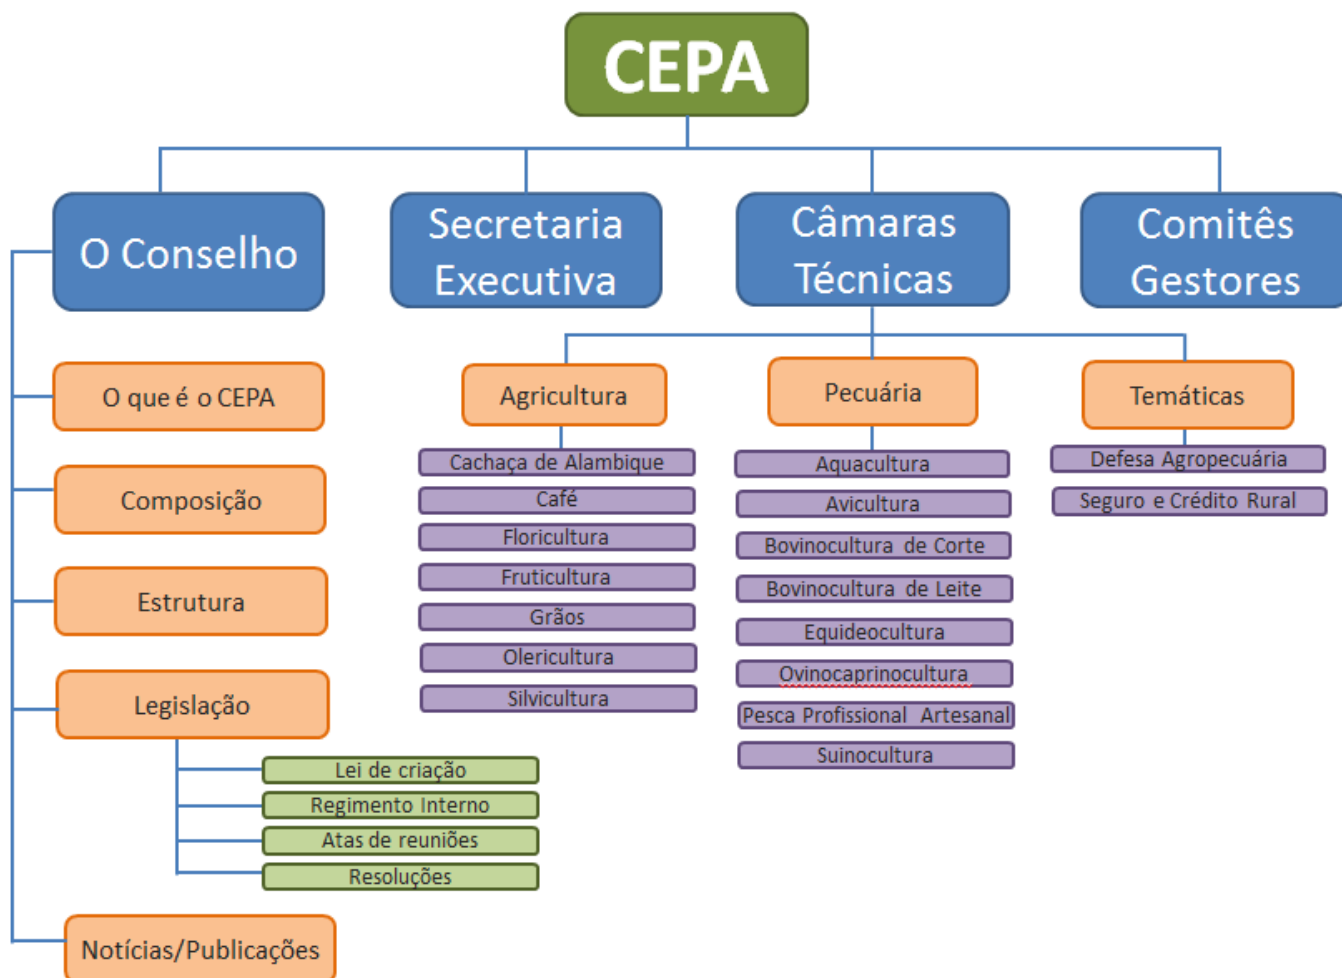 CEPA
O Conselho
Secretaria
Executiva
Câmaras
Técnicas
Comitês
Gestores
O que é o CEPA
Composição
Estrutura
Legislação
Lei de criação
Regimento Interno
Atas de reuniões
Resoluções
Notícias/Publicações
Agricultura
Cachaça de Alambique
Café
Floricultura
Fruticultura
Grãos
Olericultura
Silvicultura
Pecuária
Aquacultura
Avicultura
Bovinocultura de Corte
Bovinocultura de Leite
Equideocultura
Ovinocaprinocultura
Pesca Profissional Artesanal
Suinocultura
Temáticas
Defesa Agropecuária
Seguro e Crédito Rural